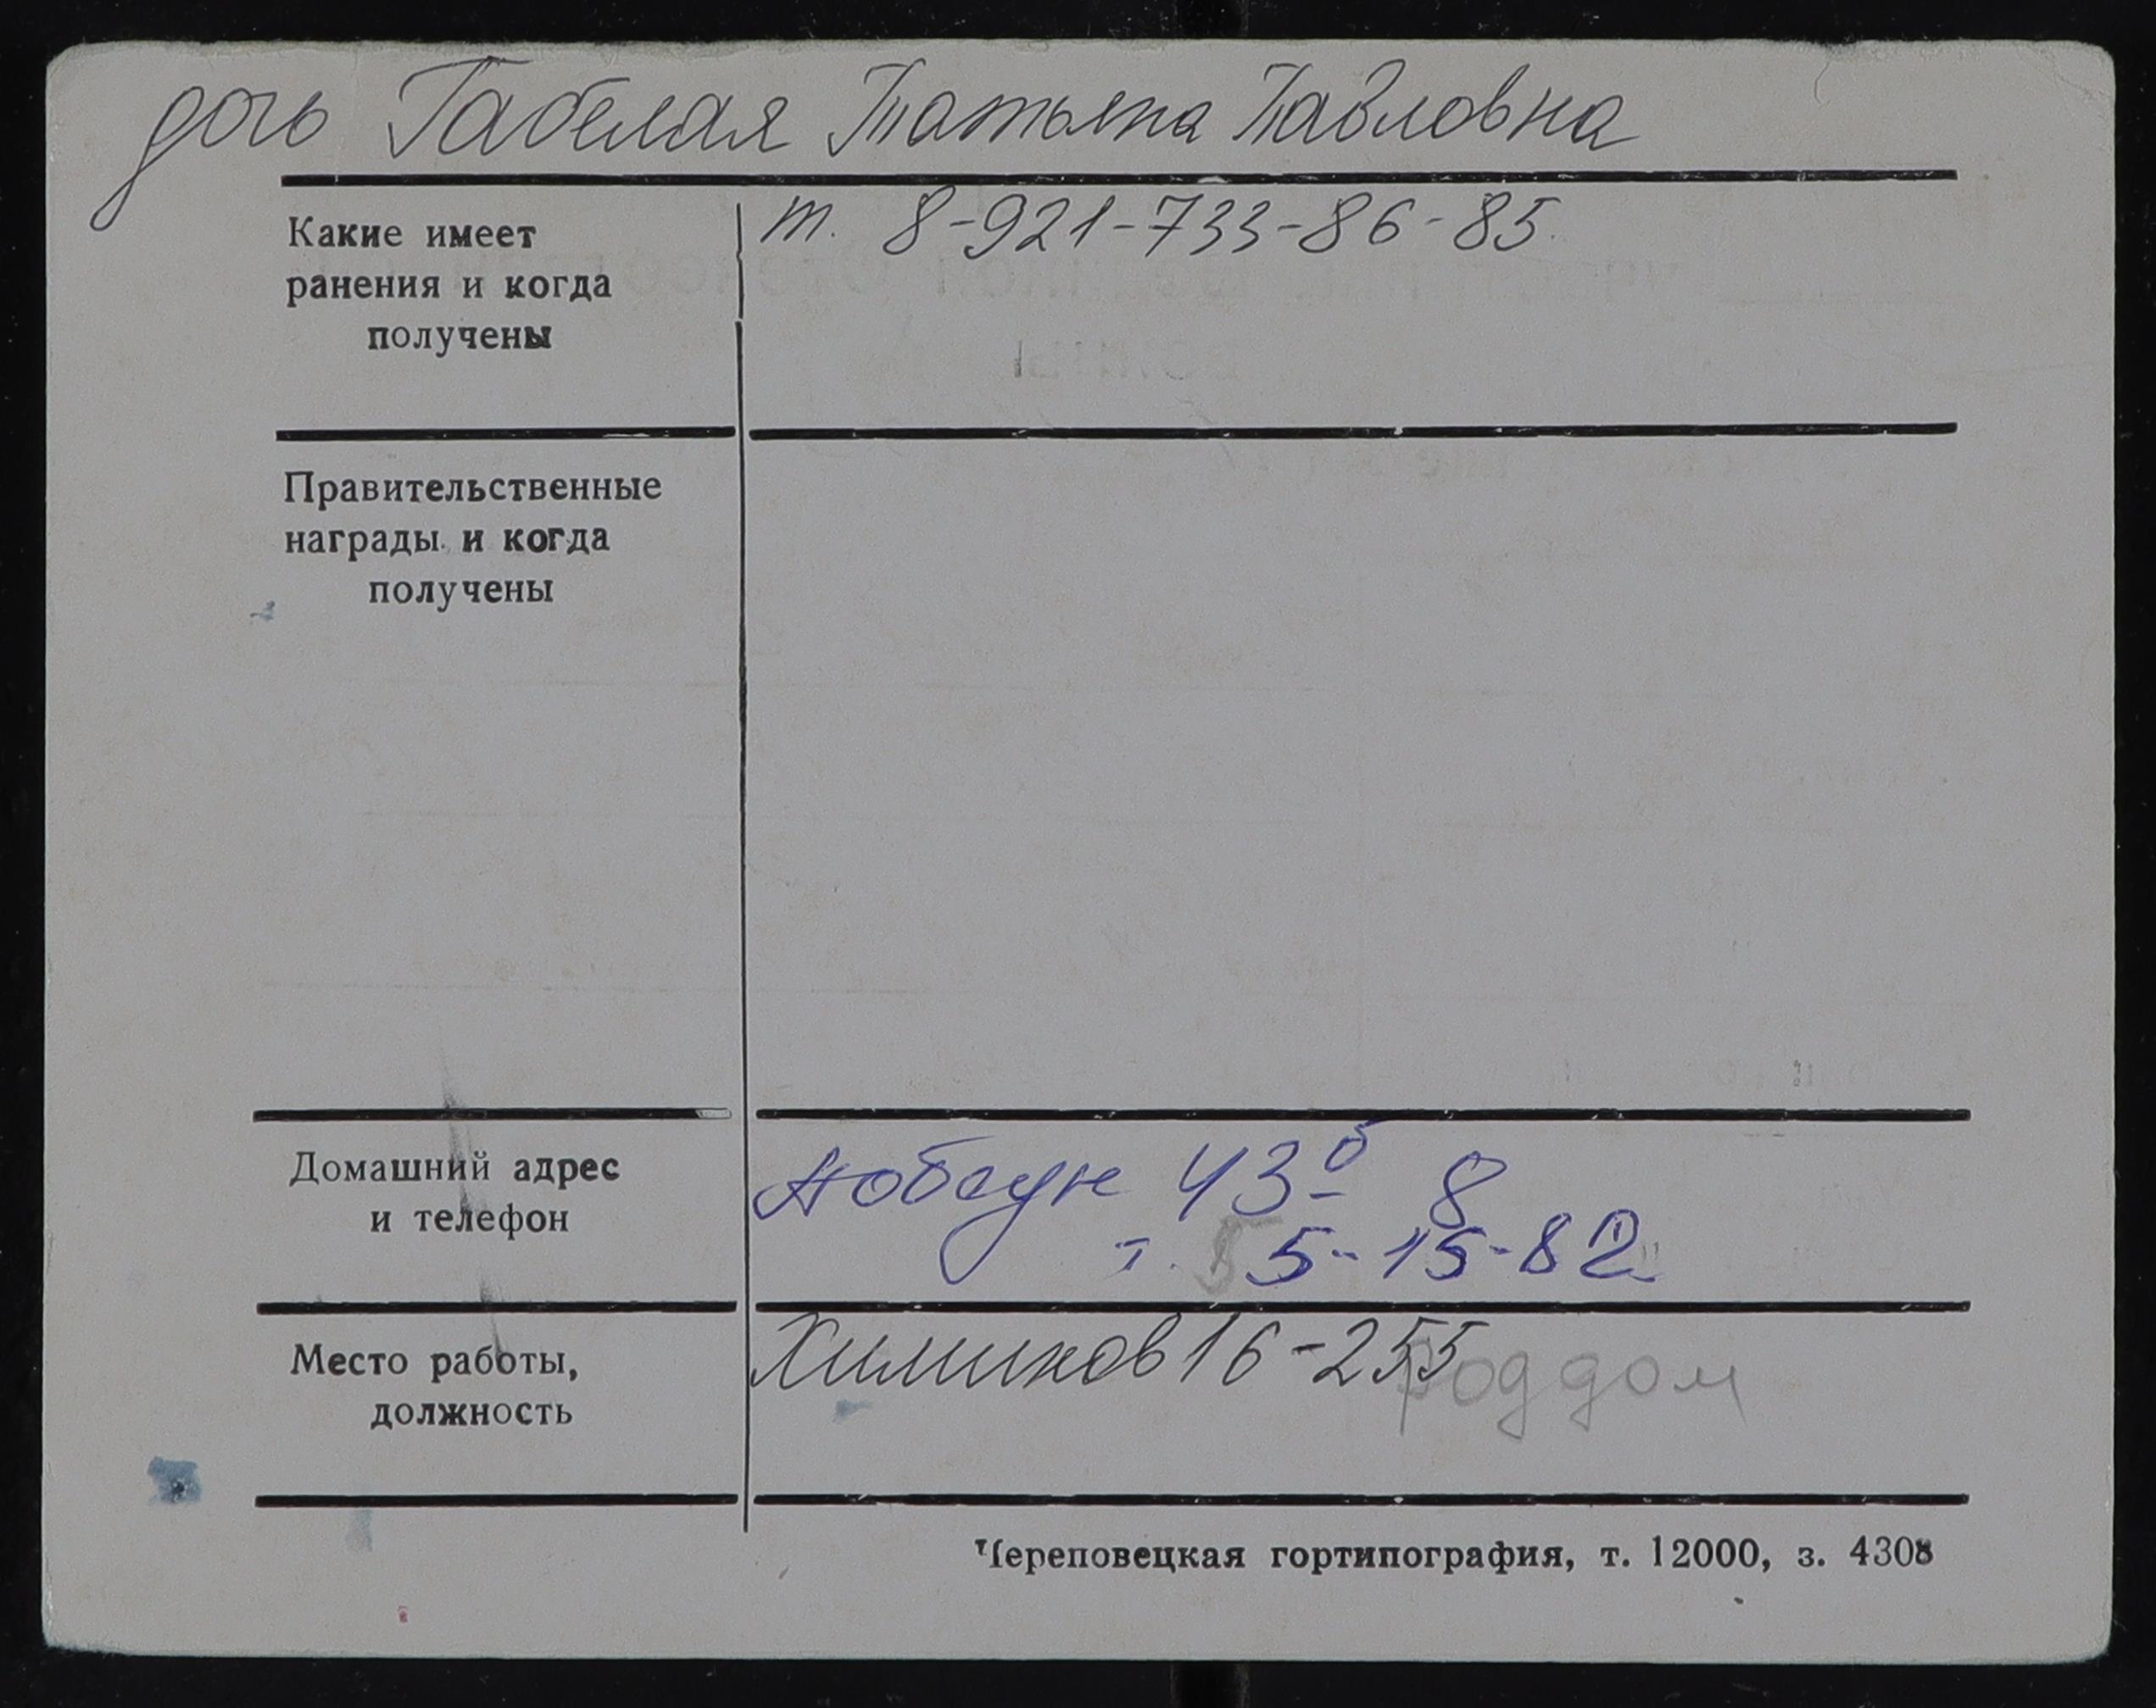 дочь Габелая Татьяна Павловна
Какие имеет
ранения и когда
получены
т. 8-921-733-86-85
Правительственные
награды и когда
получены
Домашний адрес
и телефон
43б 8
т. 5 5-15-82
Место работы,
должность
Химиков 16-255 роддом
Череповецкая гортипография, т. 12000, з. 4308